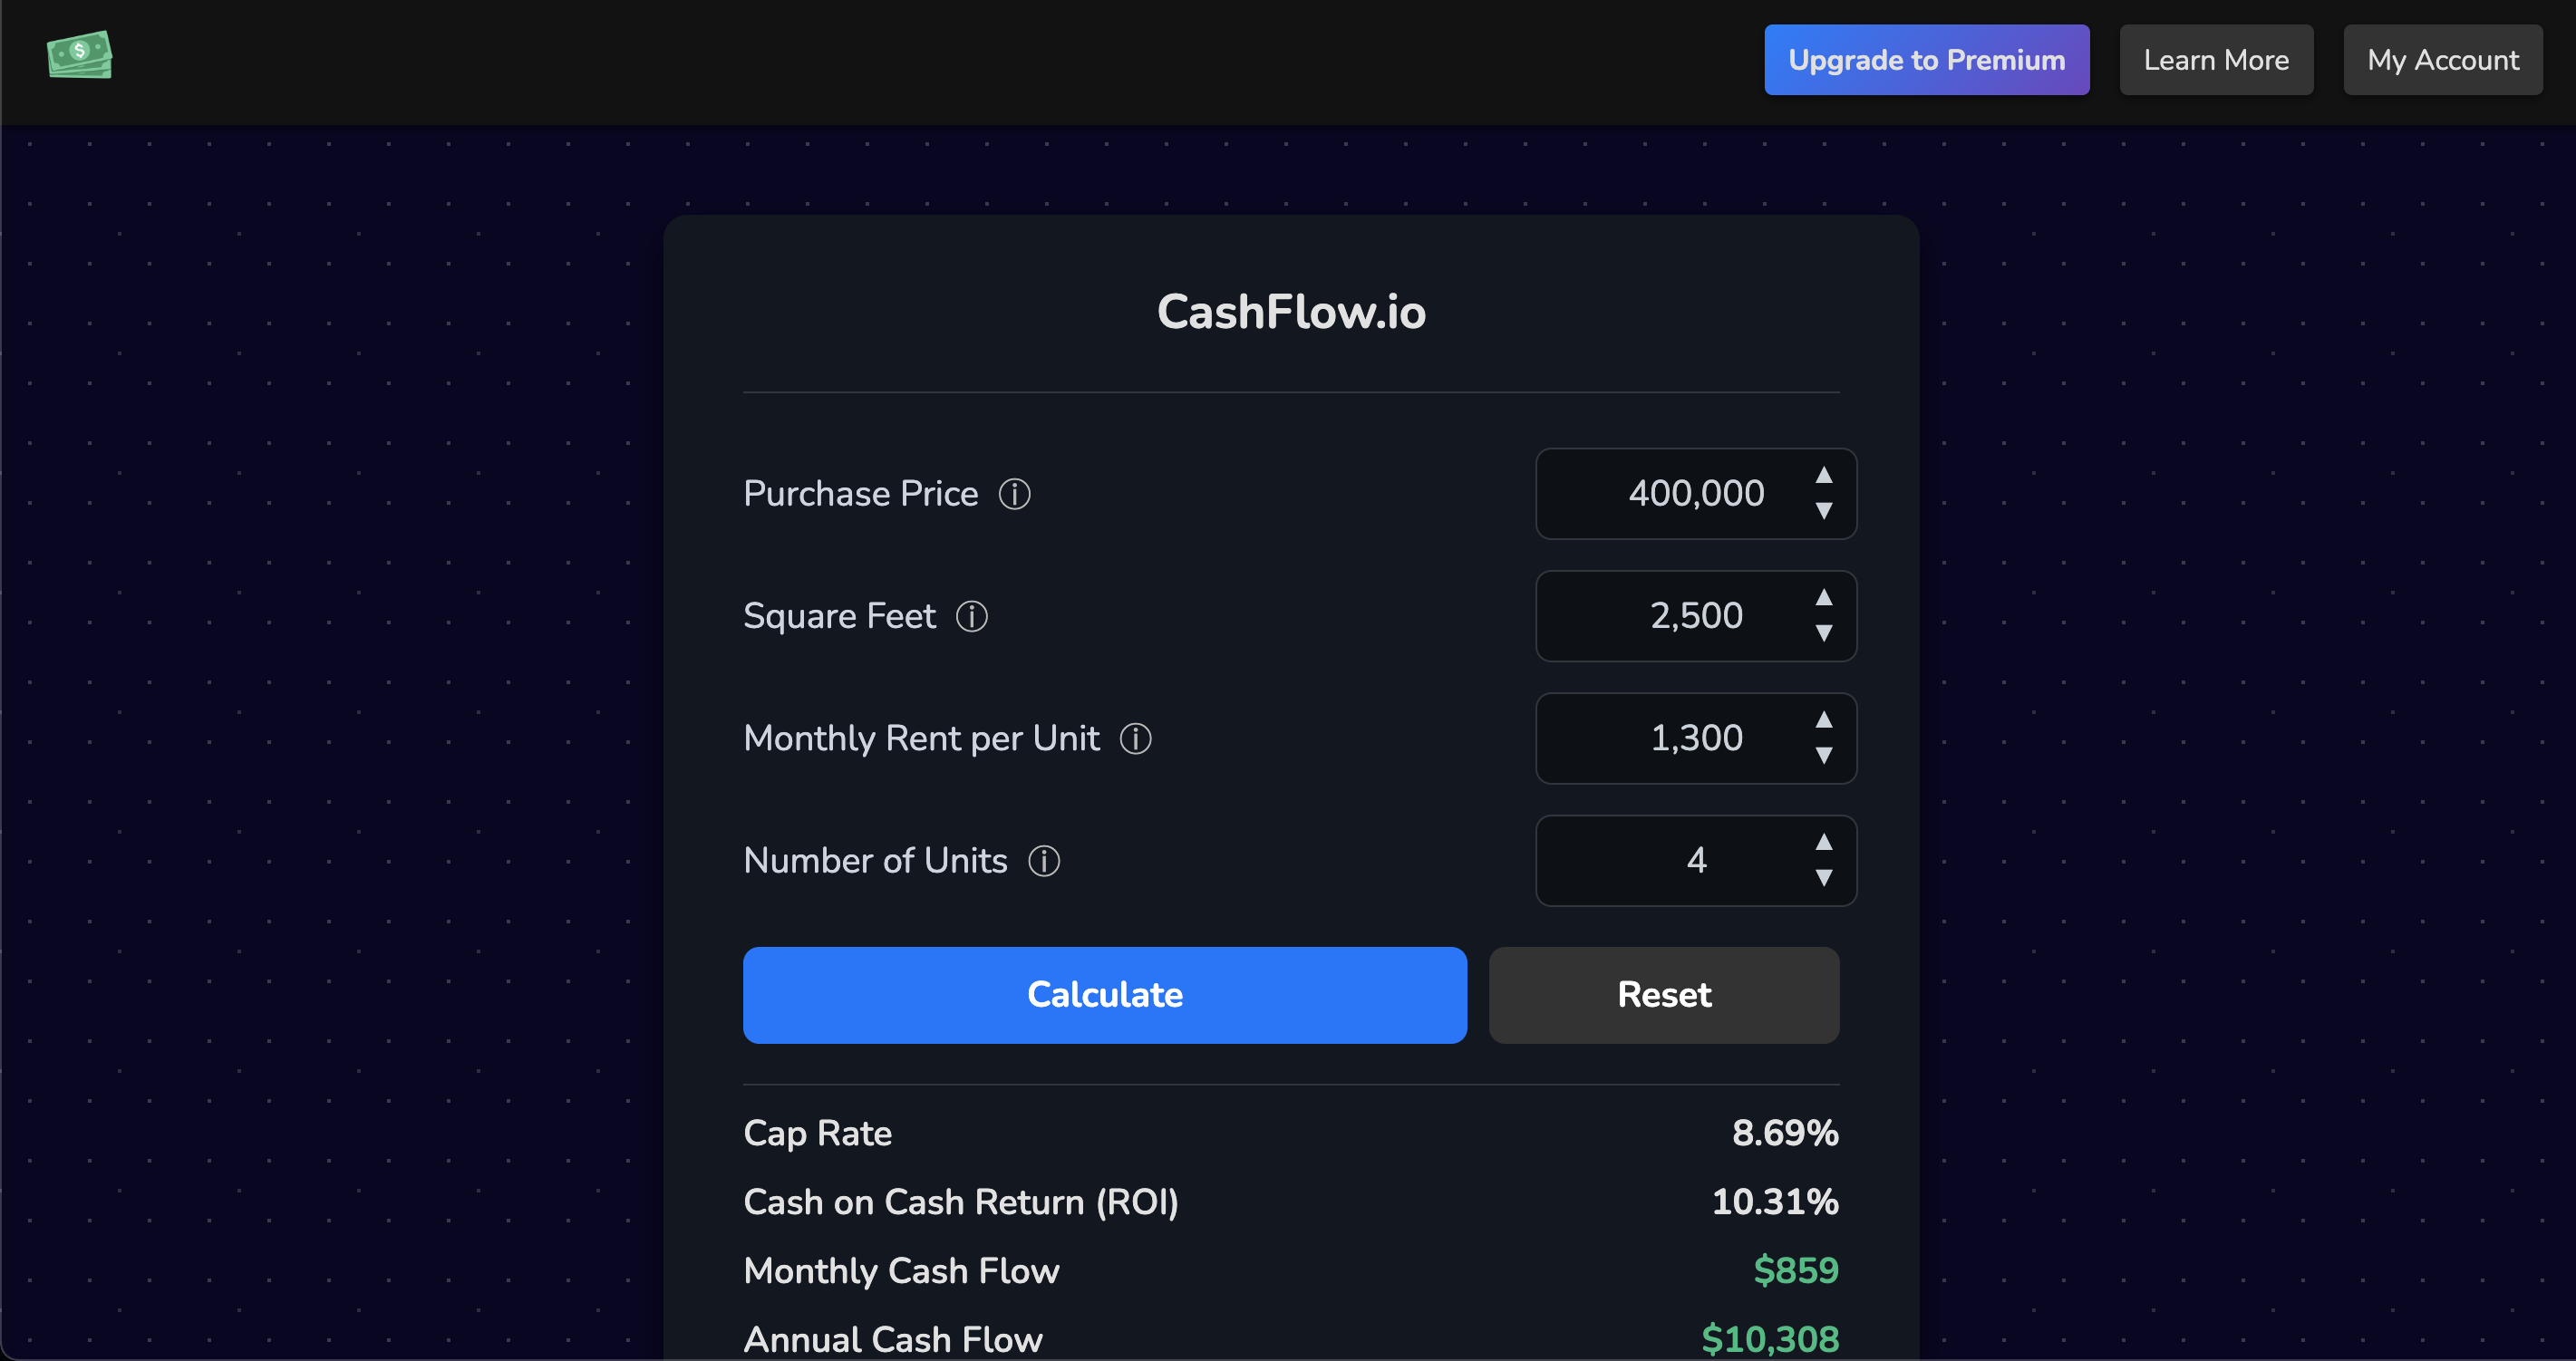 $
Upgrade to Premium
Learn More
My Account
CashFlow.io
Purchase Price ⓘ 400,000 ▲▼
Square Feet ⓘ 2,500 ▲▼
Monthly Rent per Unit ⓘ 1,300 ▲▼
Number of Units ⓘ 4 ▲▼
Calculate
Reset
Cap Rate 8.69%
Cash on Cash Return (ROI) 10.31%
Monthly Cash Flow $859
Annual Cash Flow $10,308